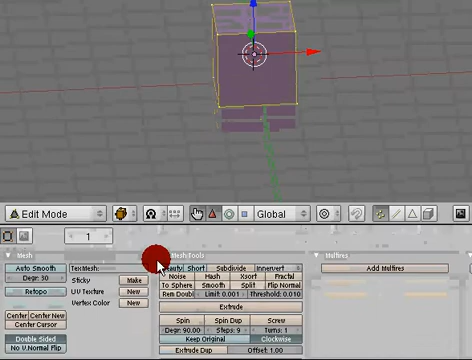 Edit Mode Global
1
Mesh Mesh Tools Multires
Auto Smooth TexMesh: Beauty Short Subdivide Innervert Add Multires
Degr: 30 Sticky Make Noise Hash Xsort Fractal
Retopo UV Texture New To Sphere Smooth Split Flip Normal
Vertex Color New Rem Doubl Limit: 0.001 Threshold: 0.010
Extrude
Center Center New Spin Spin Dup Screw
Center Cursor Degr: 90.00 Steps: 9 Turns: 1
Double Sided Keep Original Clockwise
No V.Normal Flip Extrude Dup Offset: 1.00